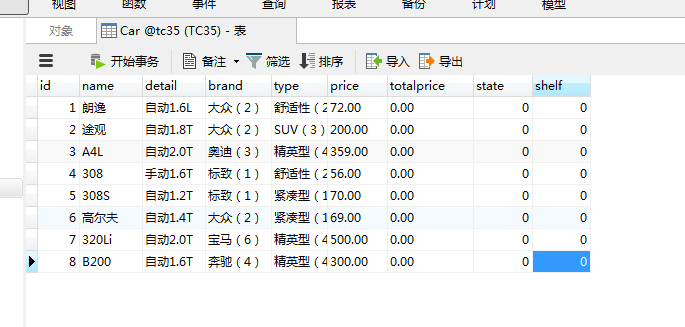 视图 函数 事件 查询 报表 备份 计划 模型
对象 Car @tc35 (TC35) - 表
开始事务 备注 筛选 排序 导入 导出
id name detail brand type price totalprice state shelf
1 朗逸 自动1.6L 大众（2） 舒适性（2 72.00 0.00 0 0
2 途观 自动1.8T 大众（2） SUV（3） 200.00 0.00 0 0
3 A4L 自动2.0T 奥迪（3） 精英型（4 359.00 0.00 0 0
4 308 手动1.6T 标致（1） 舒适性（2 56.00 0.00 0 0
5 308S 自动1.2T 标致（1） 紧凑型（1 70.00 0.00 0 0
6 高尔夫 自动1.4T 大众（2） 紧凑型（1 69.00 0.00 0 0
7 320Li 自动2.0T 宝马（6） 精英型（4 500.00 0.00 0 0
8 B200 自动1.6T 奔驰（4） 精英型（4 300.00 0.00 0 0